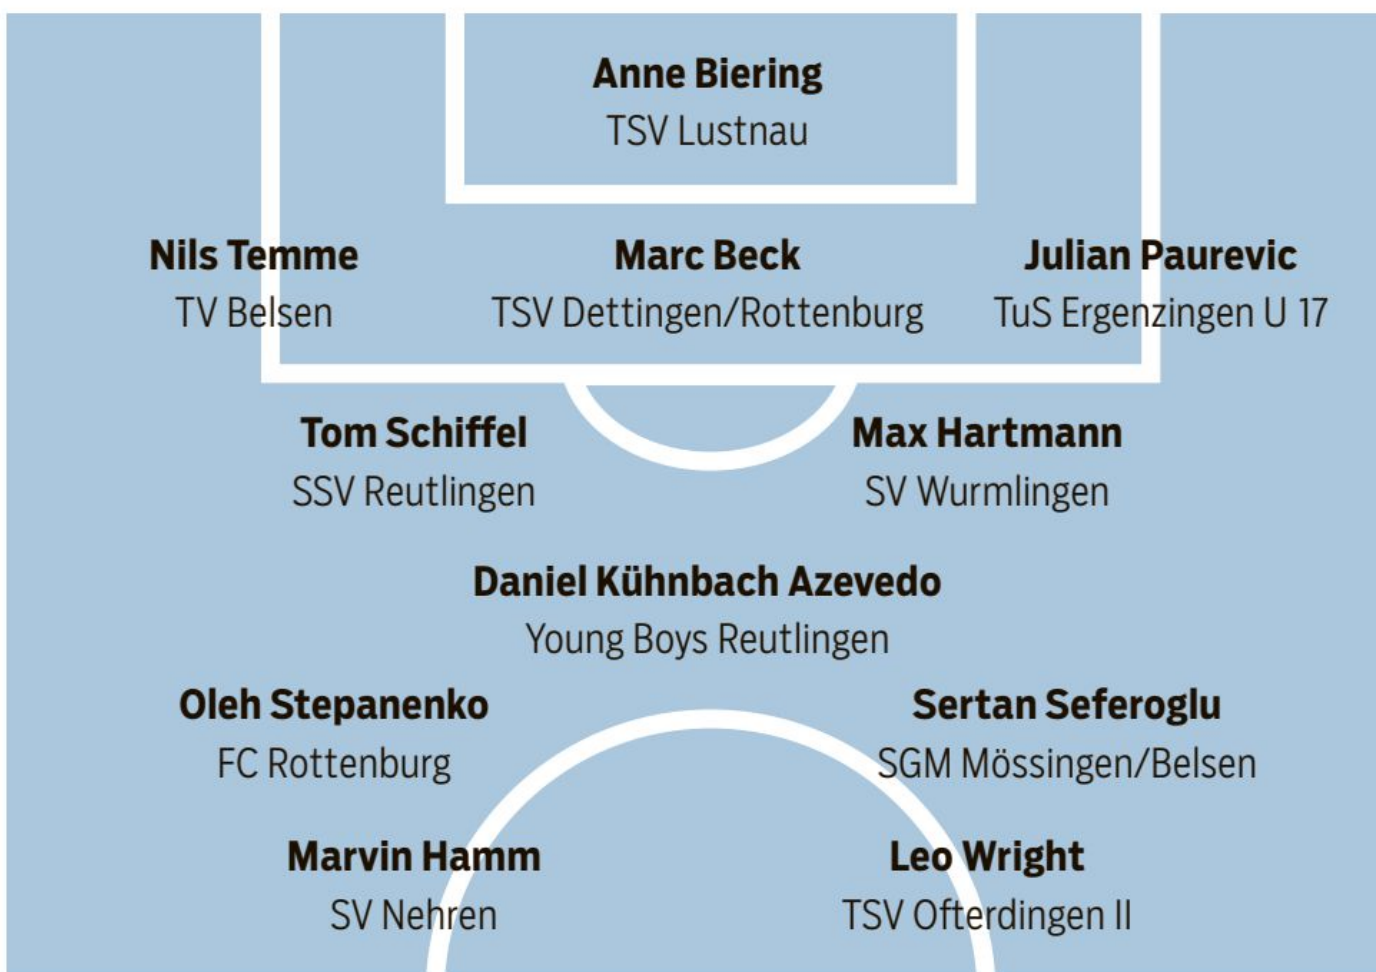 Anne Biering
TSV Lustnau
Nils Temme
TV Belsen
Marc Beck
TSV Dettingen/Rottenburg
Julian Paurevic
TuS Ergenzingen U 17
Tom Schiffel
SSV Reutlingen
Max Hartmann
SV Wurmlingen
Daniel Kühnbach Azevedo
Young Boys Reutlingen
Oleh Stepanenko
FC Rottenburg
Sertan Seferoglu
SGM Mössingen/Belsen
Marvin Hamm
SV Nehren
Leo Wright
TSV Ofterdingen II